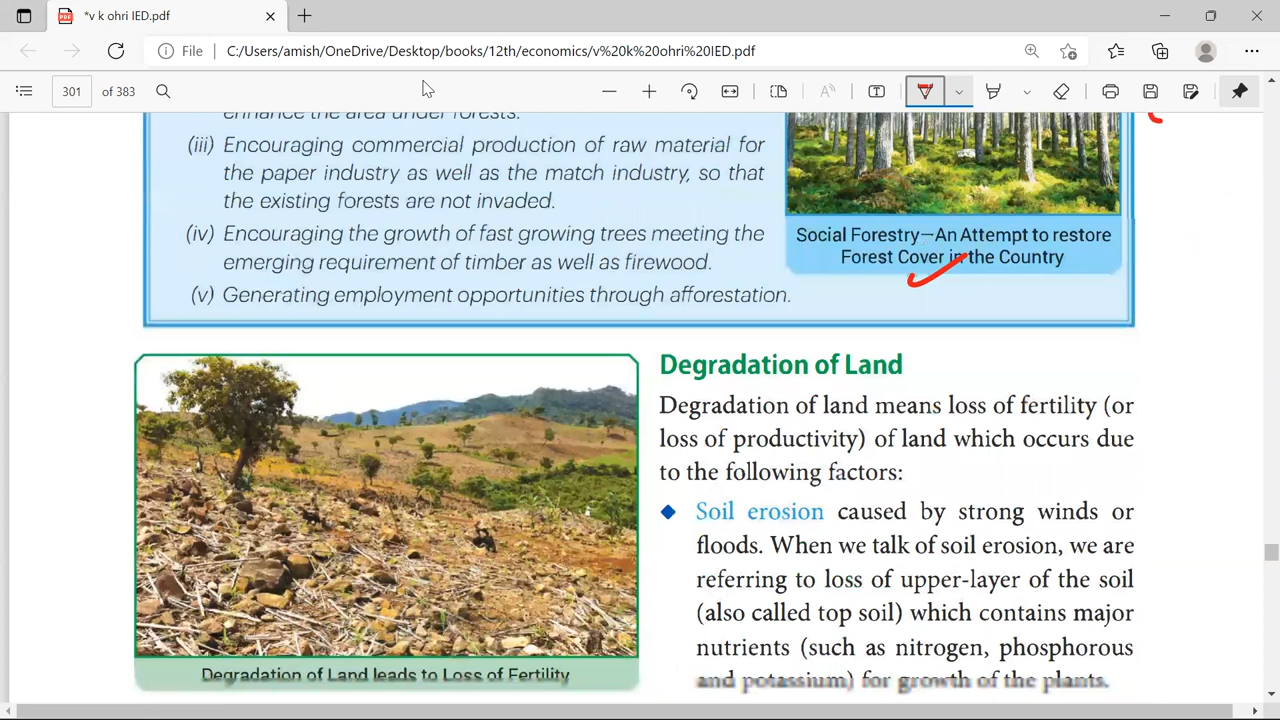 *v k ohri IED.pdf
File C:/Users/amish/OneDrive/Desktop/books/12th/economics/v%20k%20ohri%20IED.pdf
301 of 383
enhance the area under forests.
(iii) Encouraging commercial production of raw material for
the paper industry as well as the match industry, so that
the existing forests are not invaded.
(iv) Encouraging the growth of fast growing trees meeting the
emerging requirement of timber as well as firewood.
(v) Generating employment opportunities through afforestation.
Social Forestry—An Attempt to restore
Forest Cover in the Country
Degradation of Land leads to Loss of Fertility
Degradation of Land
Degradation of land means loss of fertility (or
loss of productivity) of land which occurs due
to the following factors:
◆ Soil erosion caused by strong winds or
floods. When we talk of soil erosion, we are
referring to loss of upper-layer of the soil
(also called top soil) which contains major
nutrients (such as nitrogen, phosphorous
and potassium) for growth of the plants.